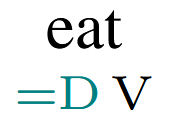 eat
=D V